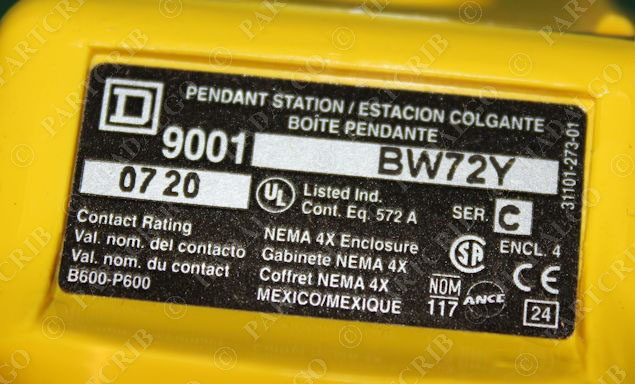 PENDANT STATION / ESTACION COLGANTE
BOÎTE PENDANTE
D
9001 BW72Y
07 20
UL Listed Ind.
Cont. Eq. 572 A
SER. C
31101-273-01
Contact Rating
Val. nom. del contacto
Val. nom. du contact
B600-P600
NEMA 4X Enclosure
Gabinete NEMA 4X
Coffret NEMA 4X
MEXICO/MEXIQUE
SA
ENCL. 4
NOM
117
ANCE
CE
24
© PARTCRIB